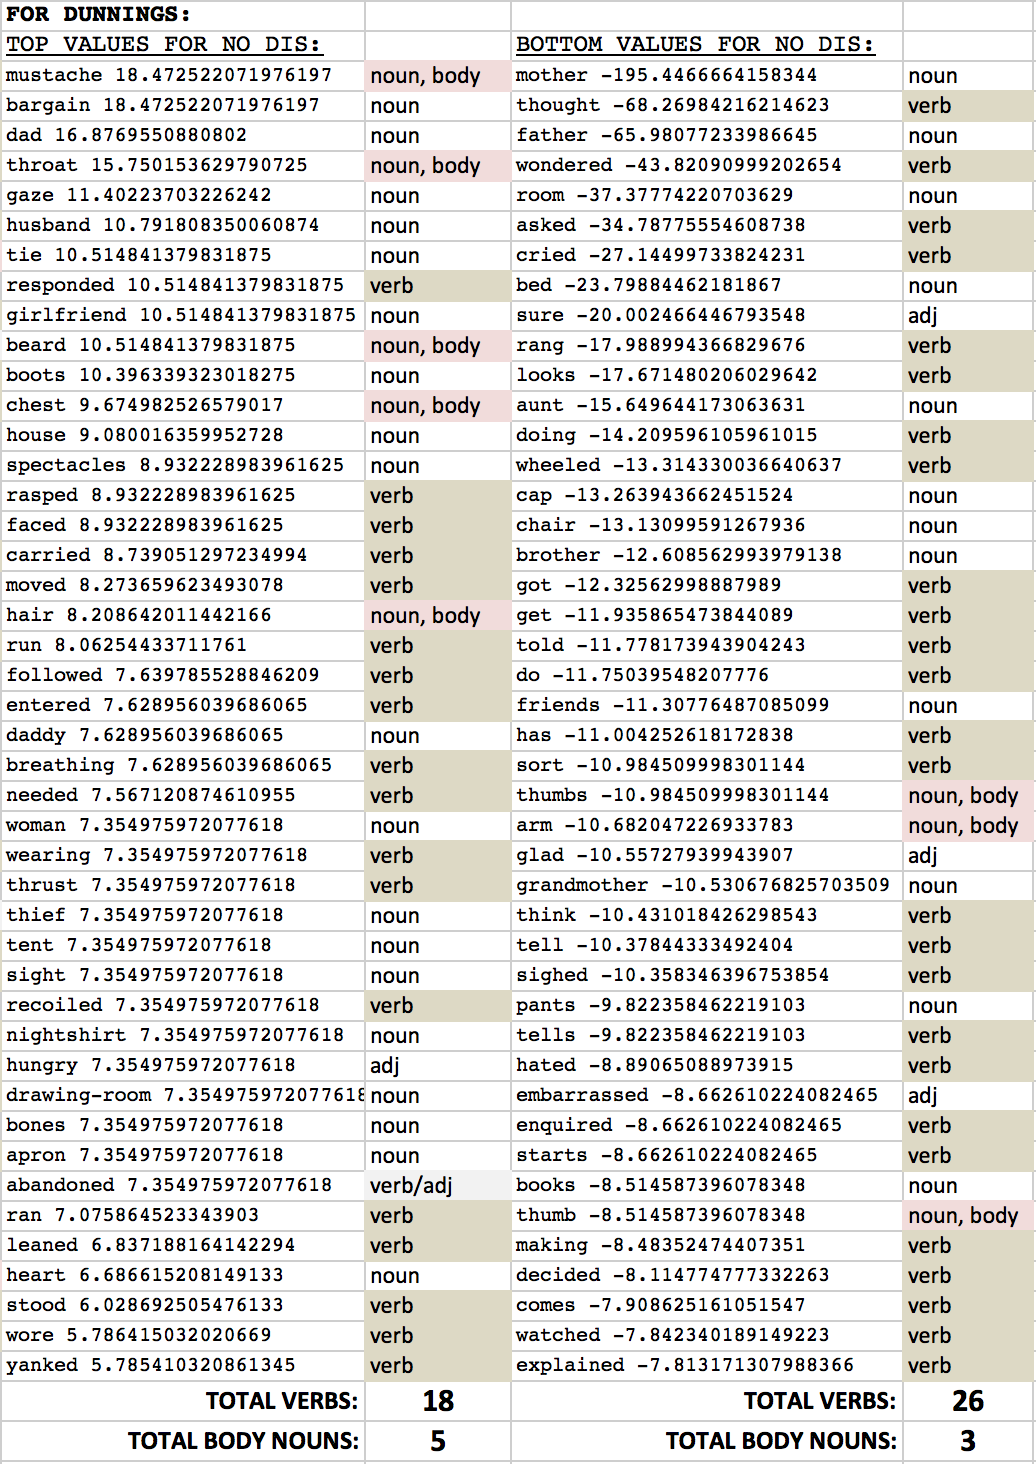 FOR DUNNINGS:
TOP VALUES FOR NO DIS: BOTTOM VALUES FOR NO DIS:
mustache 18.472522071976197 noun, body mother -195.4466664158344 noun
bargain 18.472522071976197 noun thought -68.26984216214623 verb
dad 16.8769550880802 noun father -65.98077233986645 noun
throat 15.750153629790725 noun, body wondered -43.82090999202654 verb
gaze 11.40223703226242 noun room -37.37774220703629 noun
husband 10.791808350060874 noun asked -34.78775554608738 verb
tie 10.514841379831875 noun cried -27.14499733824231 verb
responded 10.514841379831875 verb bed -23.79884462181867 noun
girlfriend 10.514841379831875 noun sure -20.002466446793548 adj
beard 10.514841379831875 noun, body rang -17.988994366829676 verb
boots 10.396339323018275 noun looks -17.671480206029642 verb
chest 9.674982526579017 noun, body aunt -15.649644173063631 noun
house 9.080016359952728 noun doing -14.209596105961015 verb
spectacles 8.932228983961625 noun wheeled -13.314330036640637 verb
rasped 8.932228983961625 verb cap -13.263943662451524 noun
faced 8.932228983961625 verb chair -13.13099591267936 noun
carried 8.739051297234994 verb brother -12.608562993979138 noun
moved 8.273659623493078 verb got -12.32562998887989 verb
hair 8.208642011442166 noun, body get -11.935865473844089 verb
run 8.06254433711761 verb told -11.778173943904243 verb
followed 7.639785528846209 verb do -11.75039548207776 verb
entered 7.628956039686065 verb friends -11.30776487085099 noun
daddy 7.628956039686065 noun has -11.004252618172838 verb
breathing 7.628956039686065 verb sort -10.984509998301144 verb
needed 7.567120874610955 verb thumbs -10.984509998301144 noun, body
woman 7.354975972077618 noun arm -10.682047226933783 noun, body
wearing 7.354975972077618 verb glad -10.55727939943907 adj
thrust 7.354975972077618 verb grandmother -10.530676825703509 noun
thief 7.354975972077618 noun think -10.431018426298543 verb
tent 7.354975972077618 noun tell -10.37844333492404 verb
sight 7.354975972077618 noun sighed -10.358346396753854 verb
recoiled 7.354975972077618 verb pants -9.822358462219103 noun
nightshirt 7.354975972077618 noun tells -9.822358462219103 verb
hungry 7.354975972077618 adj hated -8.89065088973915 verb
drawing-room 7.354975972077618 noun embarrassed -8.662610224082465 adj
bones 7.354975972077618 noun enquired -8.662610224082465 verb
apron 7.354975972077618 noun starts -8.662610224082465 verb
abandoned 7.354975972077618 verb/adj books -8.514587396078348 noun
ran 7.075864523343903 verb thumb -8.514587396078348 noun, body
leaned 6.837188164142294 verb making -8.48352474407351 verb
heart 6.686615208149133 noun decided -8.114774777332263 verb
stood 6.028692505476133 verb comes -7.908625161051547 verb
wore 5.786415032020669 verb watched -7.842340189149223 verb
yanked 5.785410320861345 verb explained -7.813171307988366 verb
TOTAL VERBS: 18 TOTAL VERBS: 26
TOTAL BODY NOUNS: 5 TOTAL BODY NOUNS: 3